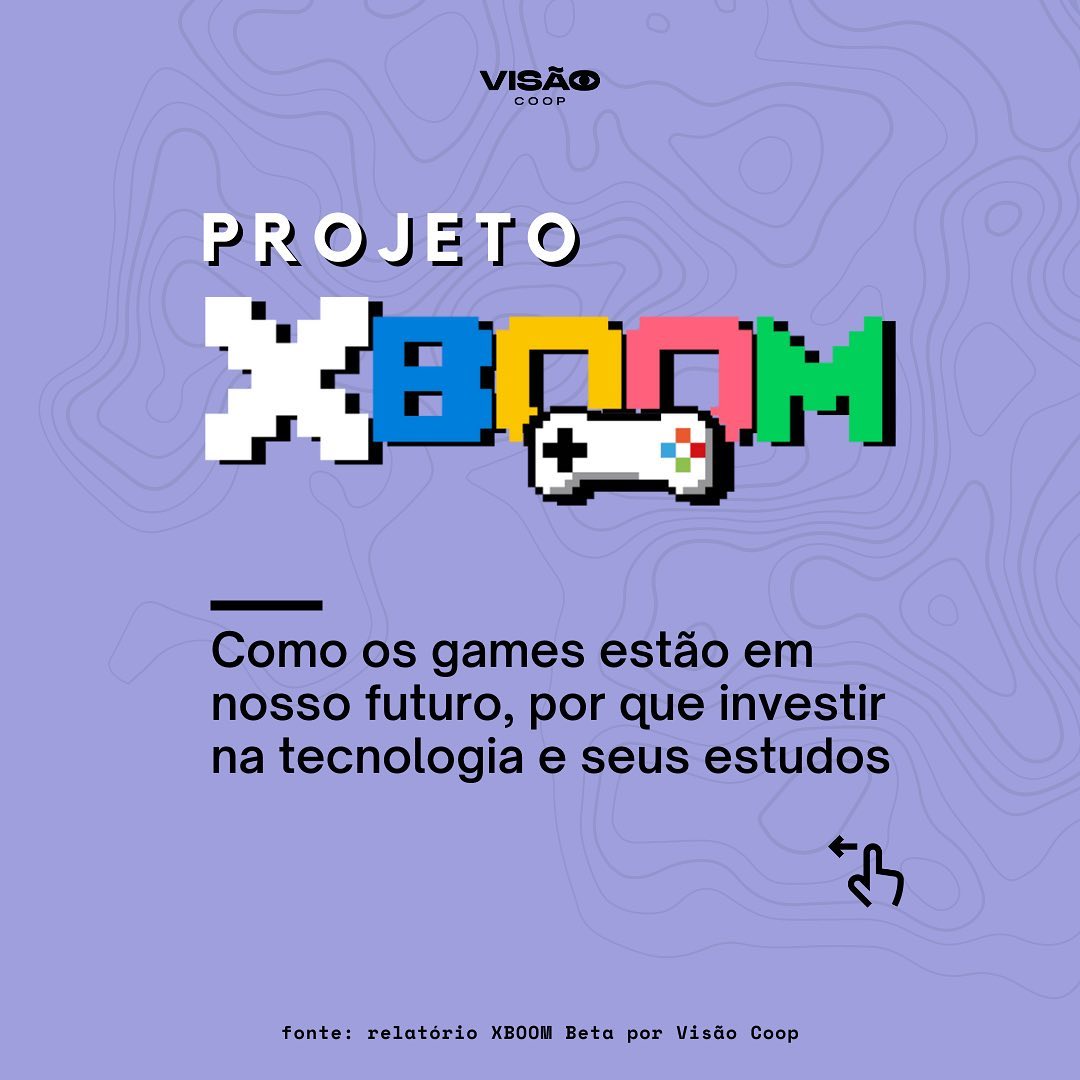 VISÃO
COOP
PROJETO
XBOOM
Como os games estão em
nosso futuro, por que investir
na tecnologia e seus estudos
fonte: relatório XBOOM Beta por Visão Coop